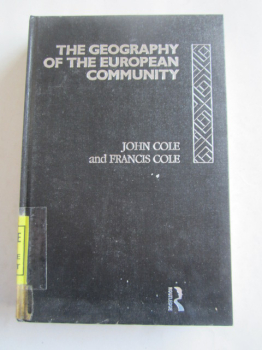 THE GEOGRAPHY
OF THE EUROPEAN
COMMUNITY
JOHN COLE
and FRANCIS COLE
R